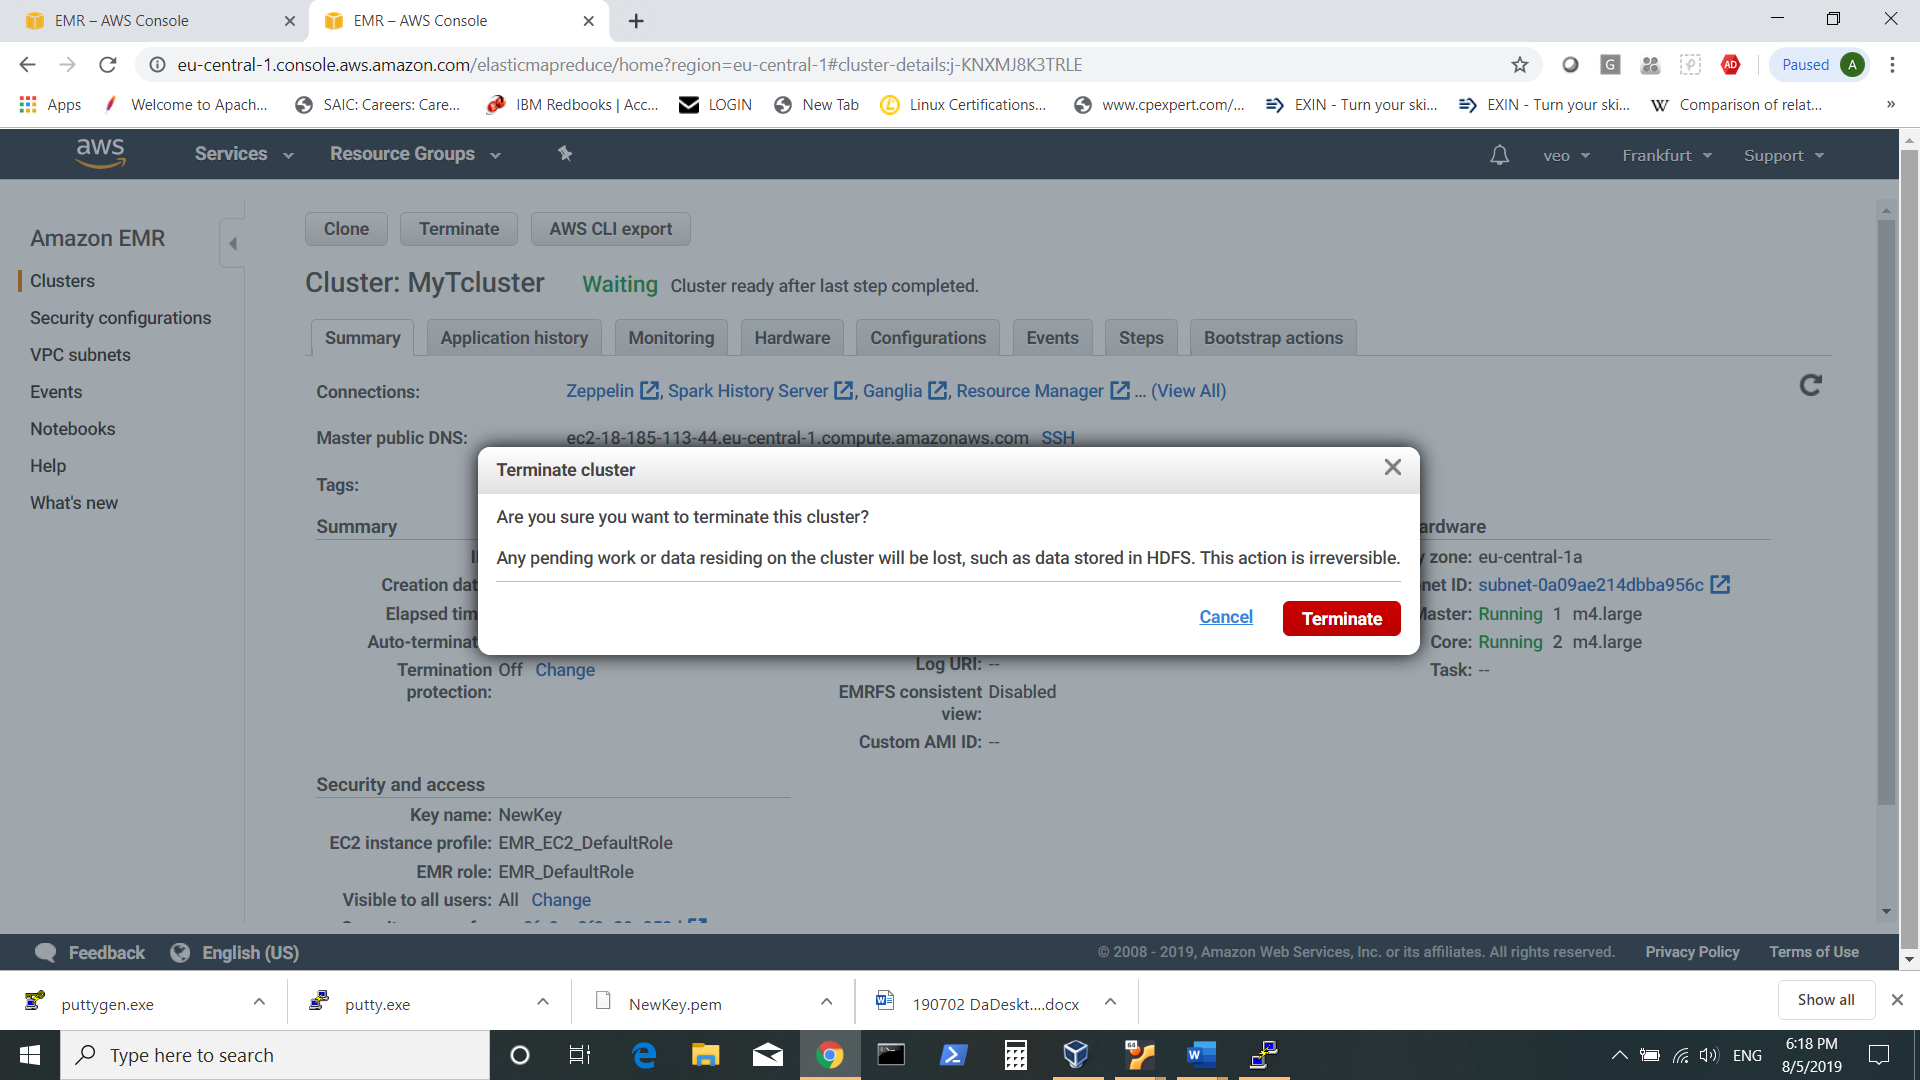 EMR – AWS Console
EMR – AWS Console
eu-central-1.console.aws.amazon.com/elasticmapreduce/home?region=eu-central-1#cluster-details:j-KNXMJ8K3TRLE
G
AD
Paused A
Apps
Welcome to Apach...
SAIC: Careers: Care...
IBM Redbooks | Acc...
LOGIN
New Tab
Linux Certifications...
www.cpexpert.com/...
EXIN - Turn your ski...
EXIN - Turn your ski...
W Comparison of relat...
»
aws
Services
Resource Groups
veo
Frankfurt
Support
Amazon EMR
Clusters
Security configurations
VPC subnets
Events
Notebooks
Help
What's new
Clone
Terminate
AWS CLI export
Cluster: MyTcluster Waiting Cluster ready after last step completed.
Summary
Application history
Monitoring
Hardware
Configurations
Events
Steps
Bootstrap actions
Connections: Zeppelin , Spark History Server , Ganglia , Resource Manager ... (View All)
Master public DNS: ec2-18-185-113-44.eu-central-1.compute.amazonaws.com SSH
Tags:
Terminate cluster
Are you sure you want to terminate this cluster?
Any pending work or data residing on the cluster will be lost, such as data stored in HDFS. This action is irreversible.
Cancel
Terminate
Summary
Creation dat
Elapsed tim
Auto-terminat
Termination protection: Off Change
Log URI: --
EMRFS consistent view: Disabled
Custom AMI ID: --
ardware
y zone: eu-central-1a
net ID: subnet-0a09ae214dbba956c
Master: Running 1 m4.large
Core: Running 2 m4.large
Task: --
Security and access
Key name: NewKey
EC2 instance profile: EMR_EC2_DefaultRole
EMR role: EMR_DefaultRole
Visible to all users: All Change
Feedback
English (US)
© 2008 - 2019, Amazon Web Services, Inc. or its affiliates. All rights reserved.
Privacy Policy
Terms of Use
puttygen.exe
putty.exe
NewKey.pem
190702 DaDeskt....docx
Show all
Type here to search
64
ENG
6:18 PM
8/5/2019